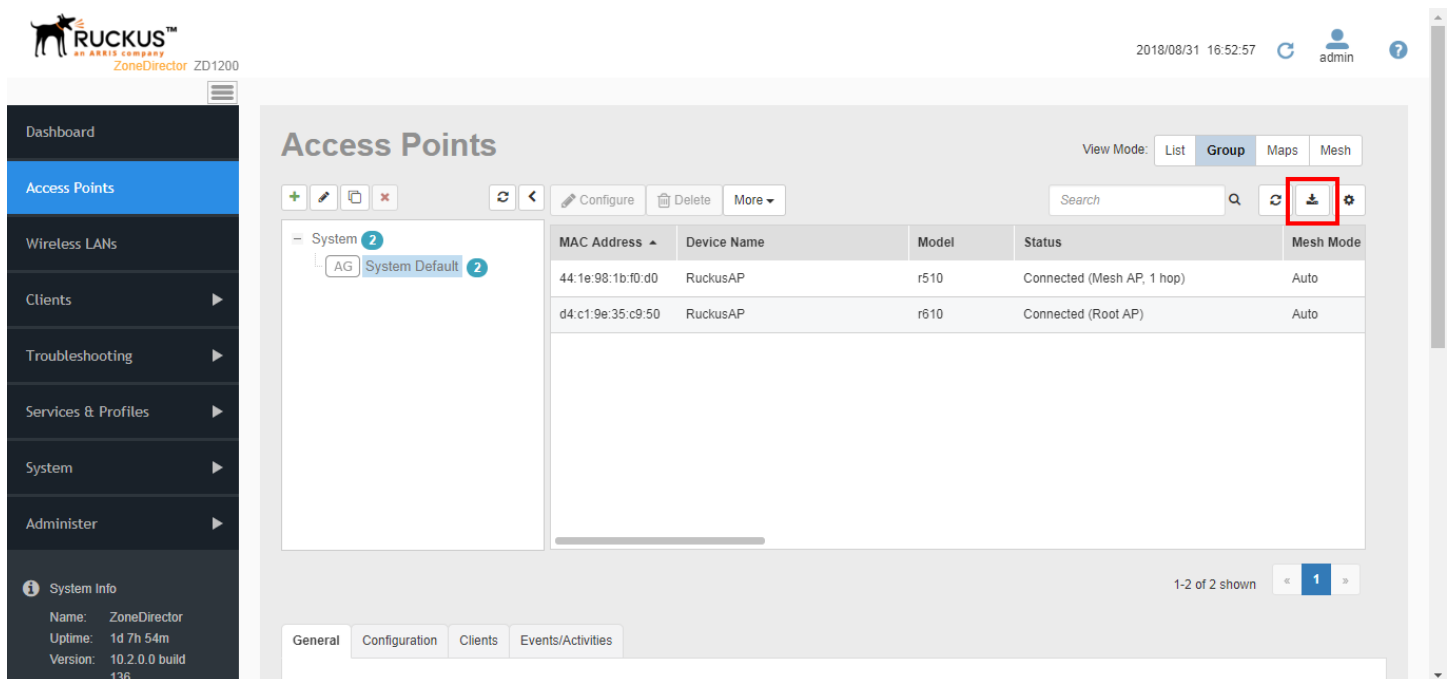 RUCKUS™
an ARRIS company
ZoneDirector ZD1200
2018/08/31 16:52:57
admin
Dashboard
Access Points
Wireless LANs
Clients
Troubleshooting
Services & Profiles
System
Administer
System Info
Name: ZoneDirector
Uptime: 1d 7h 54m
Version: 10.2.0.0 build
136
Access Points
View Mode: List Group Maps Mesh
Configure Delete More Search
System 2
AG System Default 2
MAC Address Device Name Model Status Mesh Mode
44:1e:98:1b:f0:d0 RuckusAP r510 Connected (Mesh AP, 1 hop) Auto
d4:c1:9e:35:c9:50 RuckusAP r610 Connected (Root AP) Auto
1-2 of 2 shown « 1 »
General Configuration Clients Events/Activities